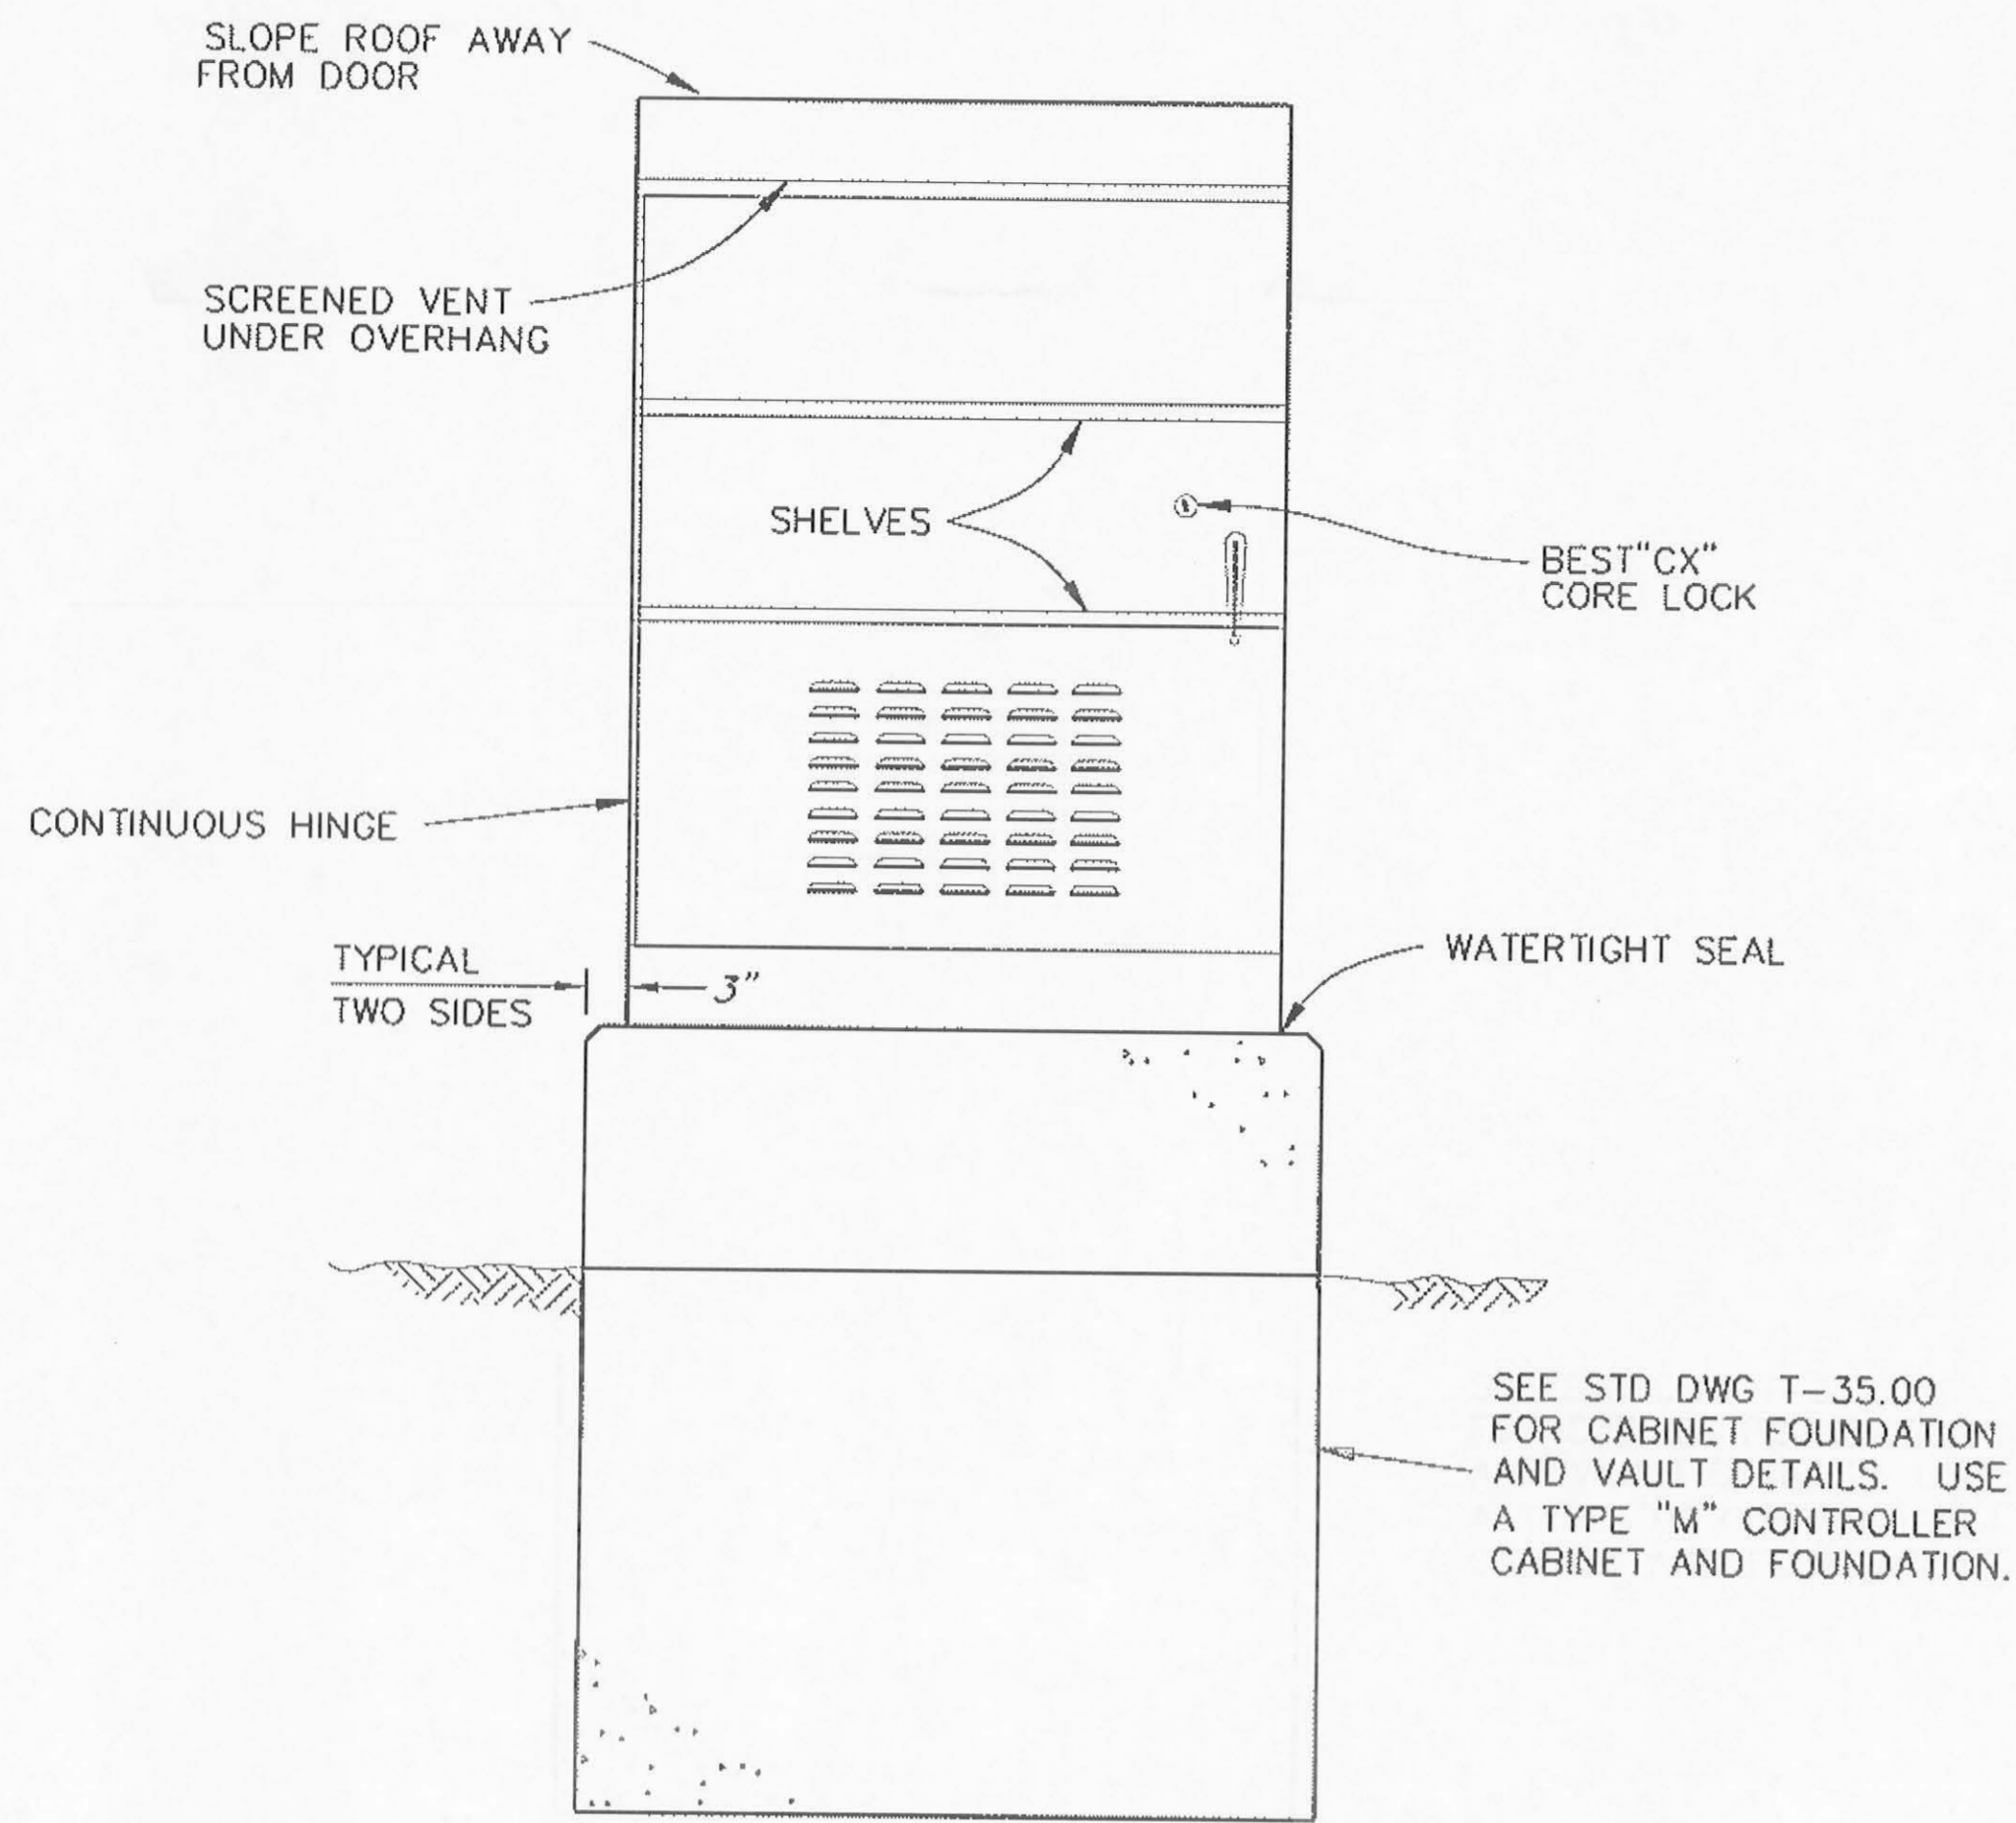 SLOPE ROOF AWAY
FROM DOOR
SCREENED VENT
UNDER OVERHANG
SHELVES
BEST"CX"
CORE LOCK
CONTINUOUS HINGE
TYPICAL
TWO SIDES
3"
WATERTIGHT SEAL
SEE STD DWG T-35.00
FOR CABINET FOUNDATION
AND VAULT DETAILS. USE
A TYPE "M" CONTROLLER
CABINET AND FOUNDATION.